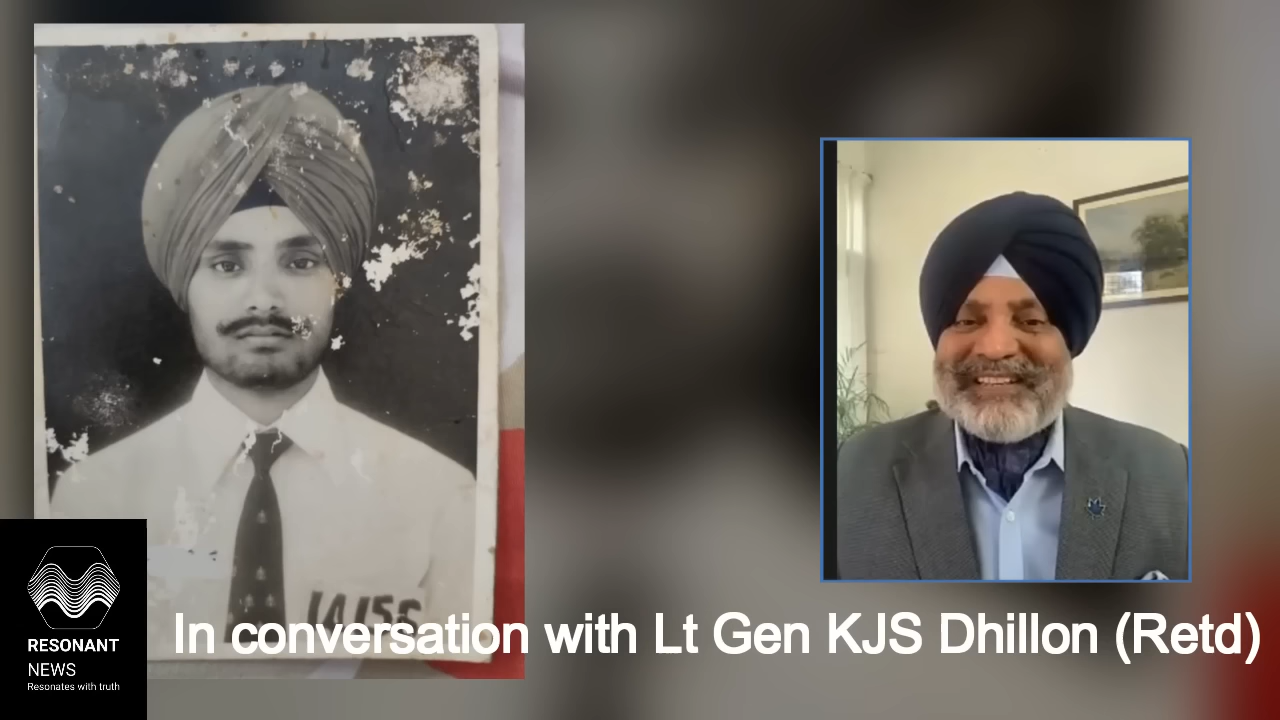 In conversation with Lt Gen KJS Dhillon (Retd)
RESONANT
NEWS
Resonates with truth